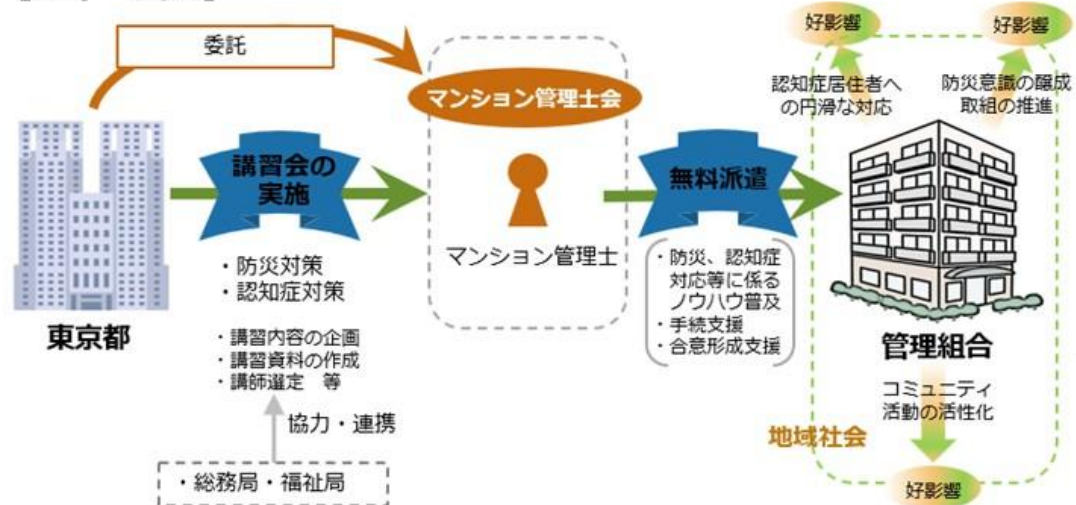 委託
マンション管理士会
講習会の
実施
・防災対策
・認知症対策
・講習内容の企画
・講習資料の作成
・講師選定　等
協力・連携
・総務局・福祉局
東京都
マンション管理士
無料派遣
・防災、認知症
対応等に係る
ノウハウ普及
・手続支援
・合意形成支援
好影響
好影響
認知症居住者へ
の円滑な対応
防災意識の醸成
取組の推進
管理組合
コミュニティ
活動の活性化
地域社会
好影響